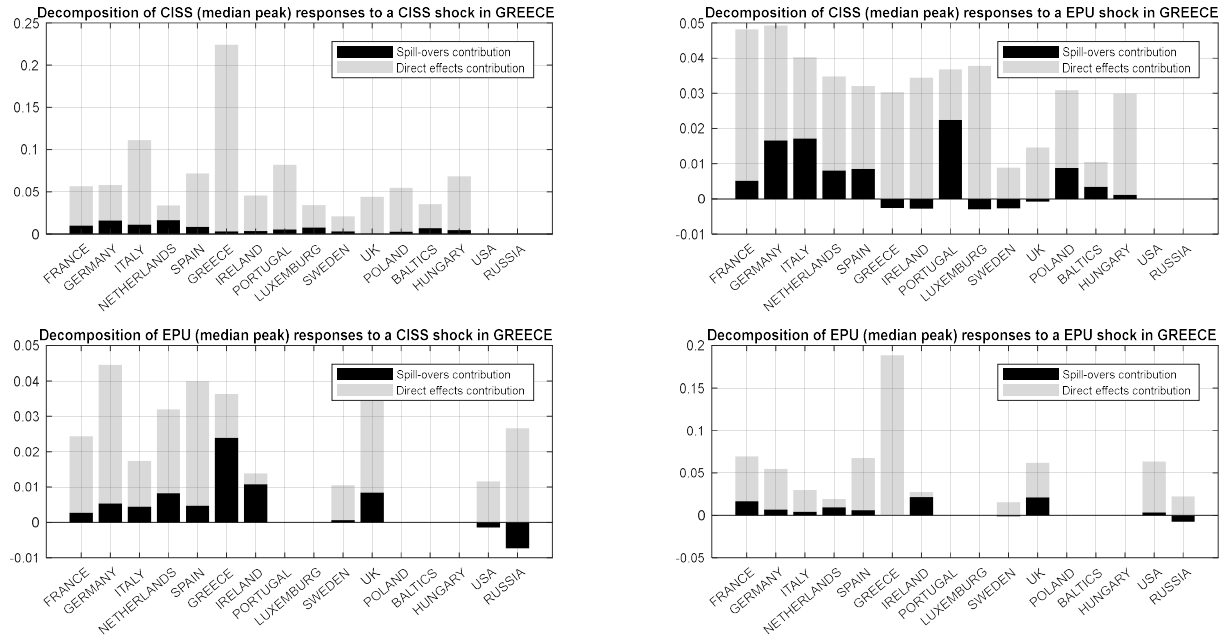 Decomposition of CISS (median peak) responses to a CISS shock in GREECE
0.25
0.2
0.15
0.1
0.05
0
Spill-overs contribution
Direct effects contribution
FRANCE
GERMANY
ITALY
NETHERLANDS
SPAIN
GREECE
IRELAND
PORTUGAL
LUXEMBURG
SWEDEN
UK
POLAND
BALTICS
HUNGARY
USA
RUSSIA
Decomposition of CISS (median peak) responses to a EPU shock in GREECE
0.05
0.04
0.03
0.02
0.01
0
-0.01
Spill-overs contribution
Direct effects contribution
FRANCE
GERMANY
ITALY
NETHERLANDS
SPAIN
GREECE
IRELAND
PORTUGAL
LUXEMBURG
SWEDEN
UK
POLAND
BALTICS
HUNGARY
USA
RUSSIA
Decomposition of EPU (median peak) responses to a CISS shock in GREECE
0.05
0.04
0.03
0.02
0.01
0
-0.01
Spill-overs contribution
Direct effects contribution
FRANCE
GERMANY
ITALY
NETHERLANDS
SPAIN
GREECE
IRELAND
PORTUGAL
LUXEMBURG
SWEDEN
UK
POLAND
BALTICS
HUNGARY
USA
RUSSIA
Decomposition of EPU (median peak) responses to a EPU shock in GREECE
0.2
0.15
0.1
0.05
0
-0.05
Spill-overs contribution
Direct effects contribution
FRANCE
GERMANY
ITALY
NETHERLANDS
SPAIN
GREECE
IRELAND
PORTUGAL
LUXEMBURG
SWEDEN
UK
POLAND
BALTICS
HUNGARY
USA
RUSSIA